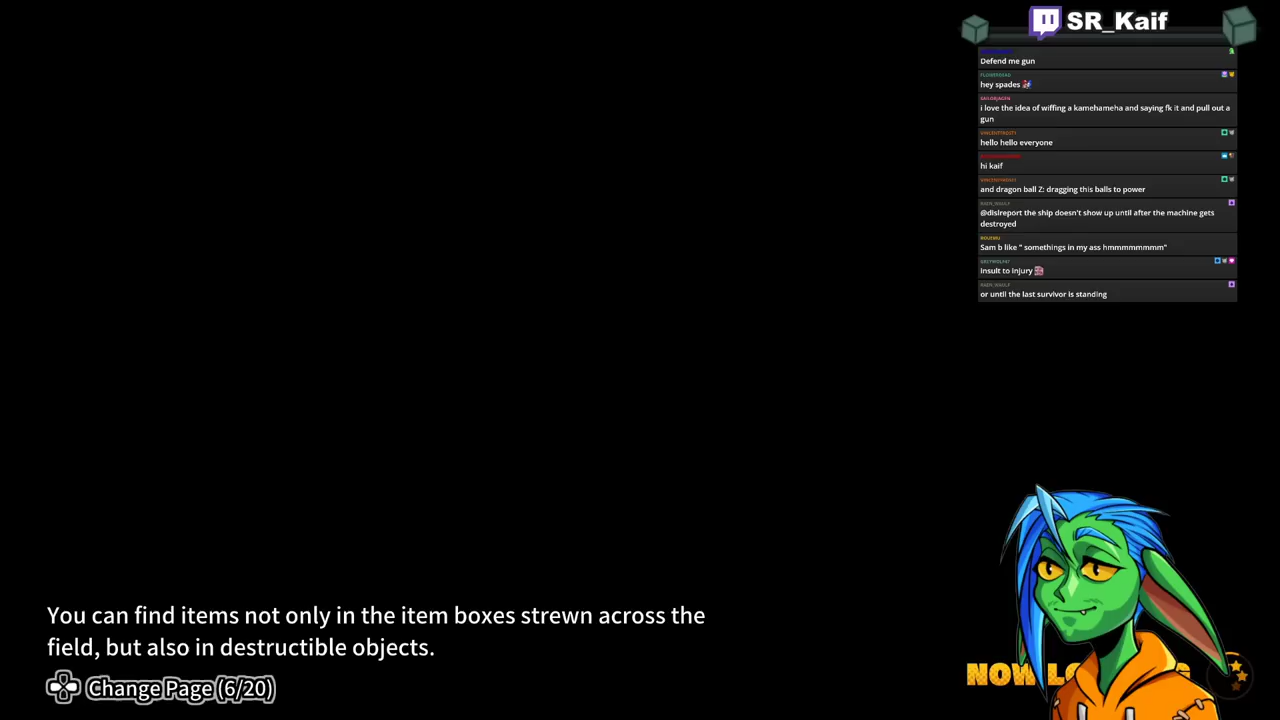 SR_Kaif
Defend me gun
FLOWERDEAD
hey spades
SAILORJAGEN
i love the idea of wiffing a kamehameha and saying fk it and pull out a
gun
hello hello everyone
hi kaif
and dragon ball Z: dragging this balls to power
@disireport the ship doesn't show up until after the machine gets
destroyed
Sam b like " somethings in my ass hmmmmmmmm"
GREYWOLF47
insult to injury
or until the last survivor is standing
You can find items not only in the item boxes strewn across the
field, but also in destructible objects.
Change Page (6/20)
NOW